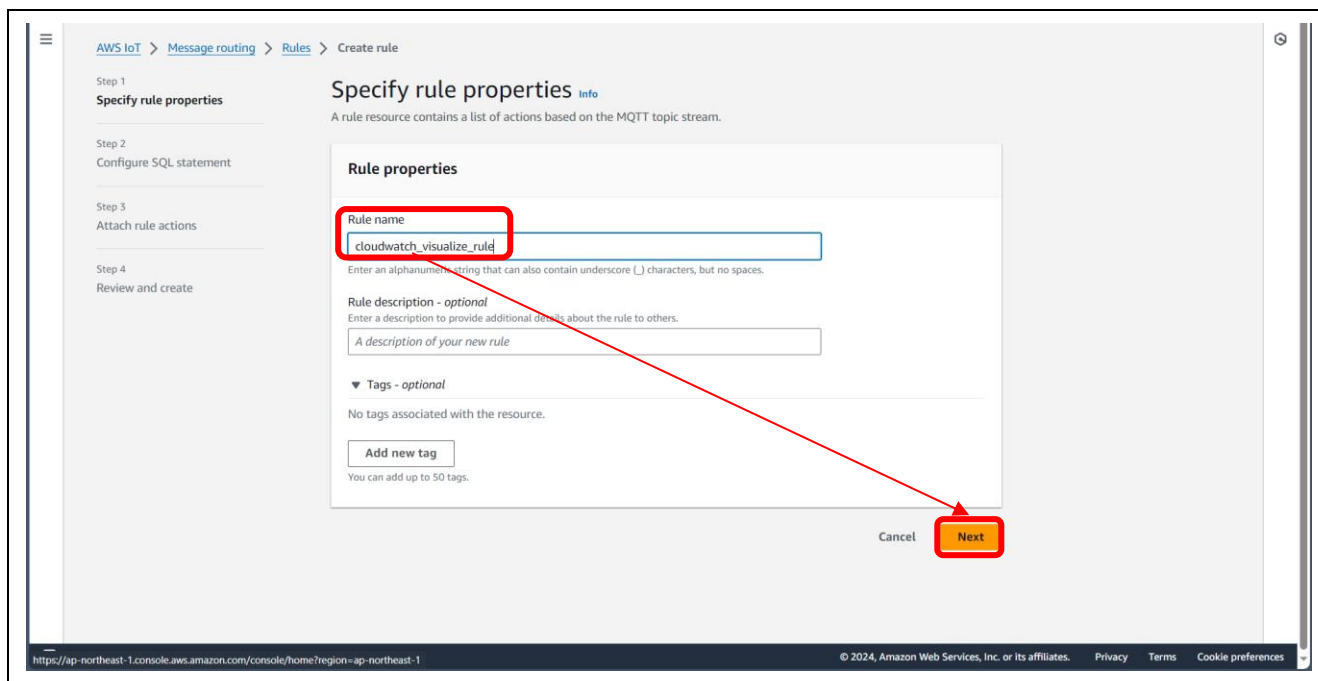 AWS IoT > Message routing > Rules > Create rule
Step 1
Specify rule properties
Step 2
Configure SQL statement
Step 3
Attach rule actions
Step 4
Review and create
Specify rule properties Info
A rule resource contains a list of actions based on the MQTT topic stream.
Rule properties
Rule name
cloudwatch_visualize_rule
Enter an alphanumeric string that can also contain underscore (_) characters, but no spaces.
Rule description - optional
Enter a description to provide additional details about the rule to others.
A description of your new rule
▼ Tags - optional
No tags associated with the resource.
Add new tag
You can add up to 50 tags.
Cancel Next
https://ap-northeast-1.console.aws.amazon.com/console/home?region=ap-northeast-1
© 2024, Amazon Web Services, Inc. or its affiliates. Privacy Terms Cookie preferences